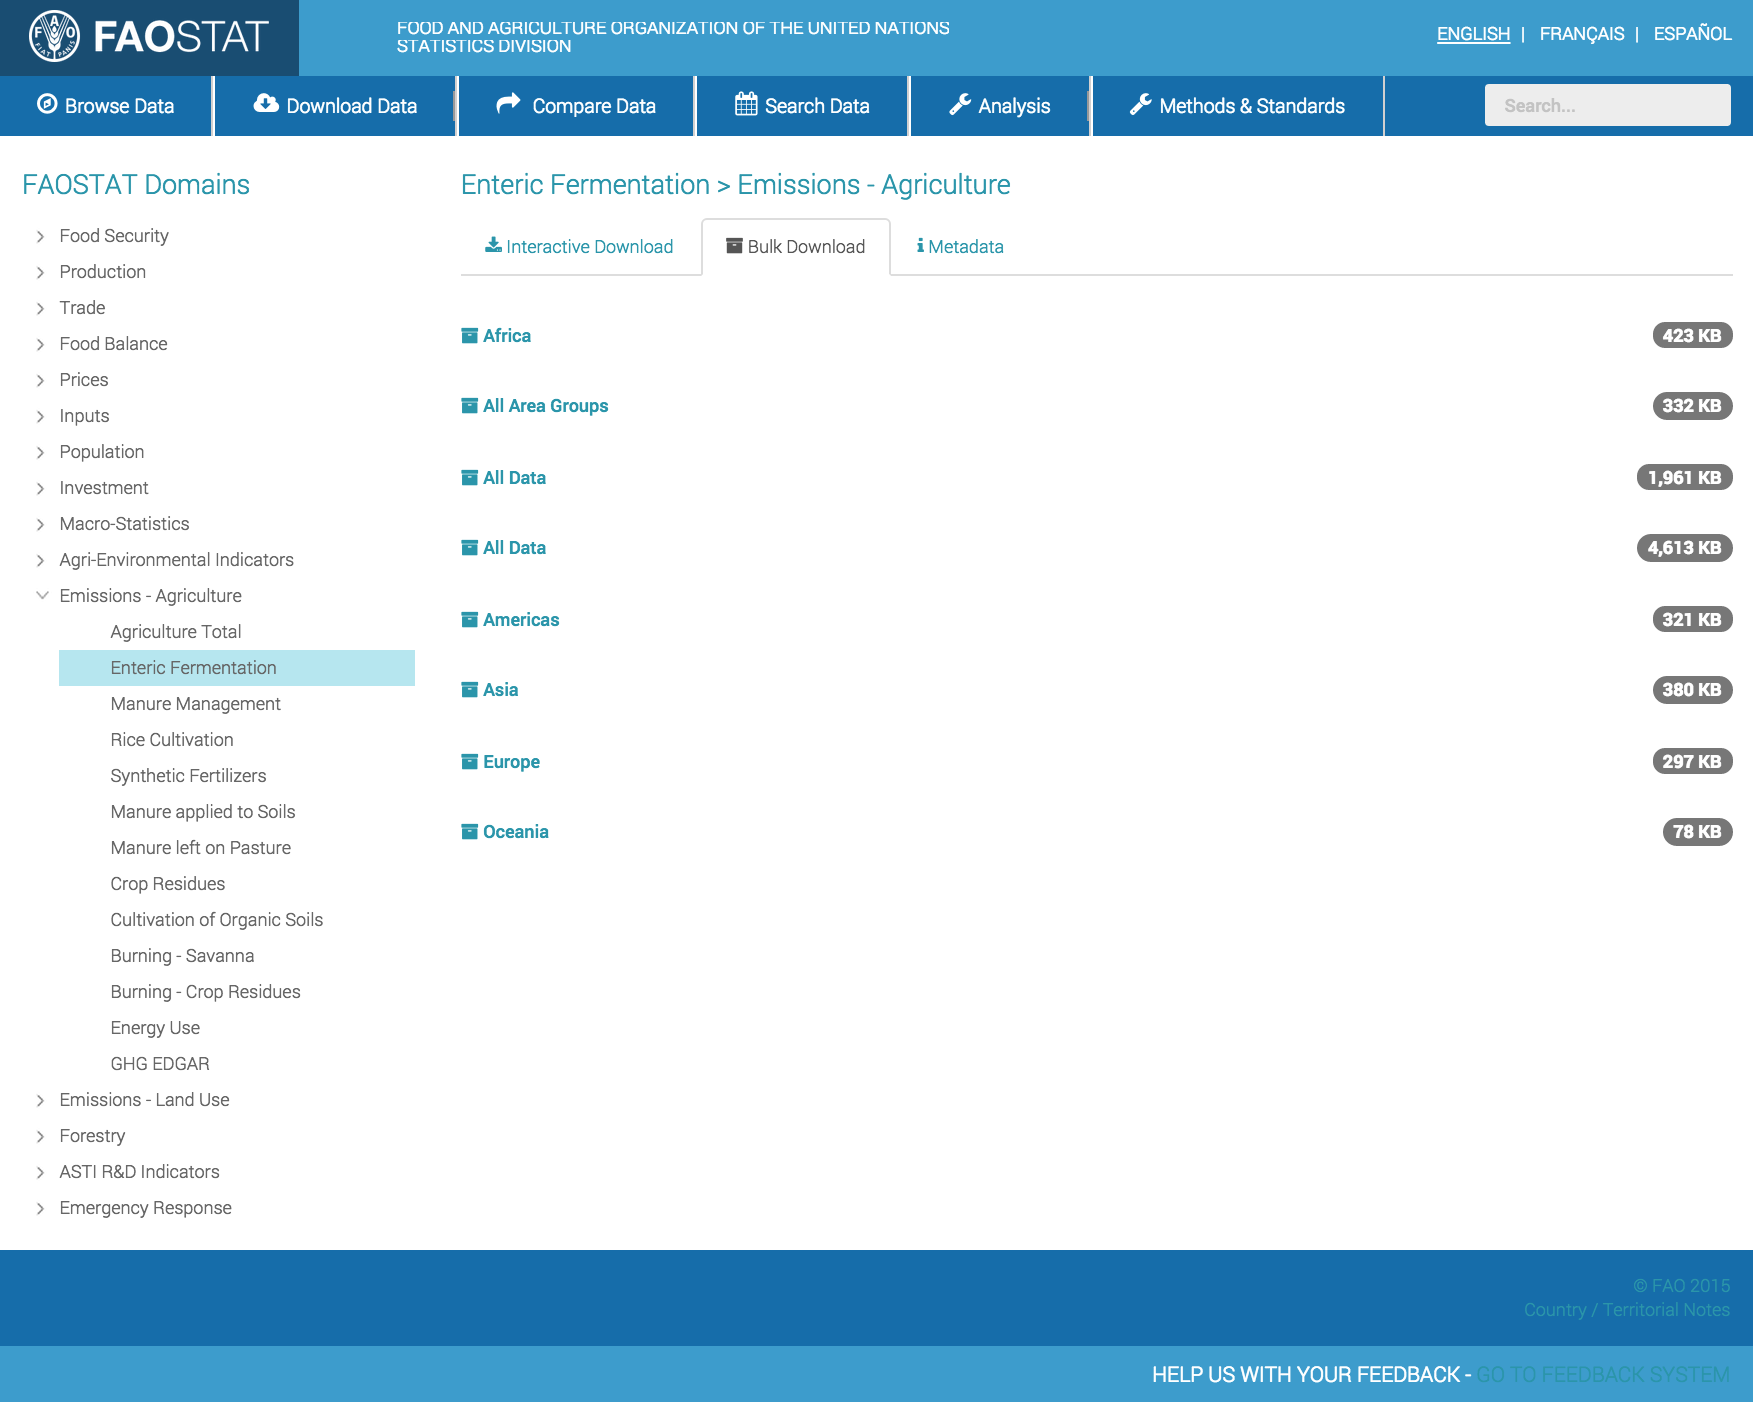 FAOSTAT
FOOD AND AGRICULTURE ORGANIZATION OF THE UNITED NATIONS
STATISTICS DIVISION
ENGLISH | FRANÇAIS | ESPAÑOL
Browse Data
Download Data
Compare Data
Search Data
Analysis
Methods & Standards
Search...
FAOSTAT Domains
Food Security
Production
Trade
Food Balance
Prices
Inputs
Population
Investment
Macro-Statistics
Agri-Environmental Indicators
Emissions - Agriculture
Agriculture Total
Enteric Fermentation
Manure Management
Rice Cultivation
Synthetic Fertilizers
Manure applied to Soils
Manure left on Pasture
Crop Residues
Cultivation of Organic Soils
Burning - Savanna
Burning - Crop Residues
Energy Use
GHG EDGAR
Emissions - Land Use
Forestry
ASTI R&D Indicators
Emergency Response
Enteric Fermentation > Emissions - Agriculture
Interactive Download
Bulk Download
Metadata
Africa 423 KB
All Area Groups 332 KB
All Data 1,961 KB
All Data 4,613 KB
Americas 321 KB
Asia 380 KB
Europe 297 KB
Oceania 78 KB
© FAO 2015
Country / Territorial Notes
HELP US WITH YOUR FEEDBACK - GO TO FEEDBACK SYSTEM